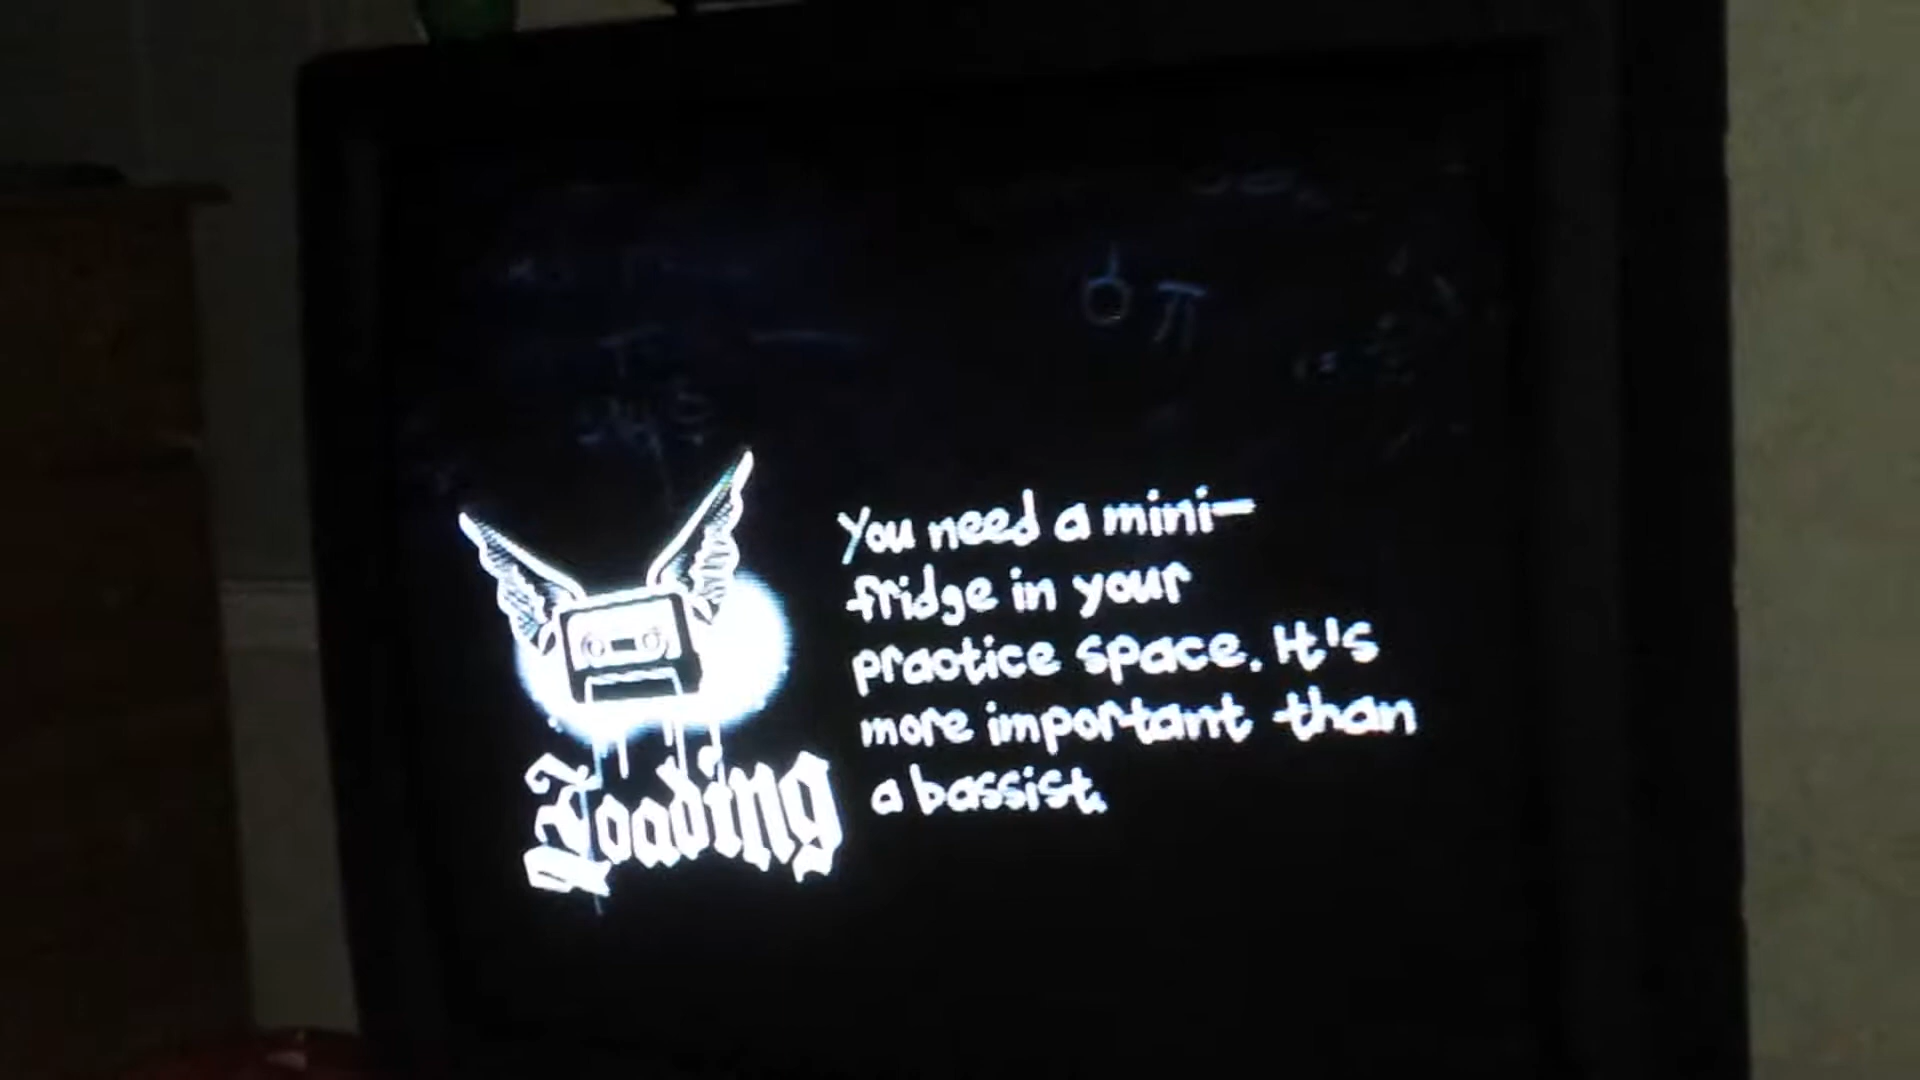 You need a mini-
fridge in your
practice space. It's
more important than
a bassist.
Loading